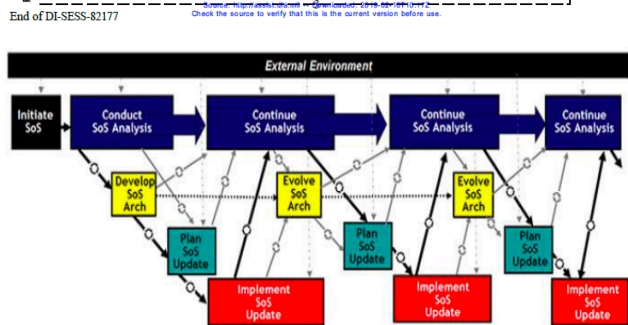 End of DI-SESS-82177
Check the source to verify that this is the current version before use.
External Environment
Initiate
SoS
Conduct
SoS Analysis
Continue
SoS Analysis
Continue
SoS Analysis
Continue
SoS Analysis
Develop
SoS
Arch
Evolve
SoS
Arch
Evolve
SoS
Arch
Plan
SoS
Update
Plan
SoS
Update
Plan
SoS
Update
Implement
SoS
Update
Implement
SoS
Update
Implement
SoS
Update